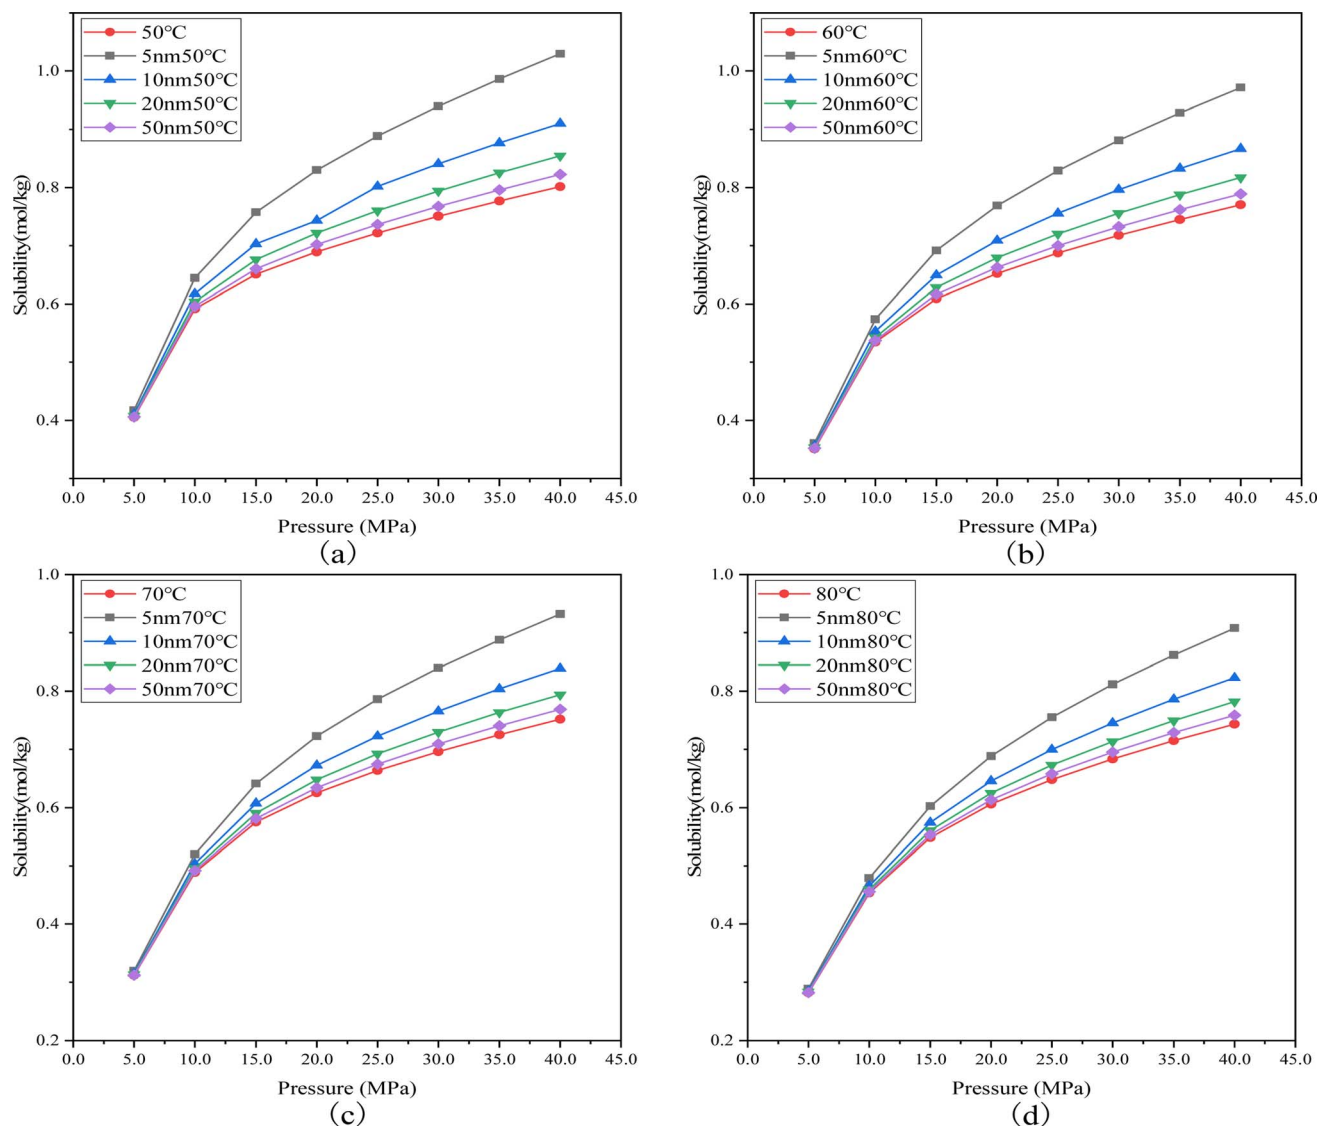 50°C
5nm50°C
10nm50°C
20nm50°C
50nm50°C
1.0
0.8
0.6
0.4
Solubility(mol/kg)
0.0 5.0 10.0 15.0 20.0 25.0 30.0 35.0 40.0 45.0
Pressure (MPa)
(a)
60°C
5nm60°C
10nm60°C
20nm60°C
50nm60°C
1.0
0.8
0.6
0.4
Solubility(mol/kg)
0.0 5.0 10.0 15.0 20.0 25.0 30.0 35.0 40.0 45.0
Pressure (MPa)
(b)
70°C
5nm70°C
10nm70°C
20nm70°C
50nm70°C
1.0
0.8
0.6
0.4
0.2
Solubility(mol/kg)
0.0 5.0 10.0 15.0 20.0 25.0 30.0 35.0 40.0 45.0
Pressure (MPa)
(c)
80°C
5nm80°C
10nm80°C
20nm80°C
50nm80°C
1.0
0.8
0.6
0.4
0.2
Solubility(mol/kg)
0.0 5.0 10.0 15.0 20.0 25.0 30.0 35.0 40.0 45.0
Pressure (MPa)
(d)